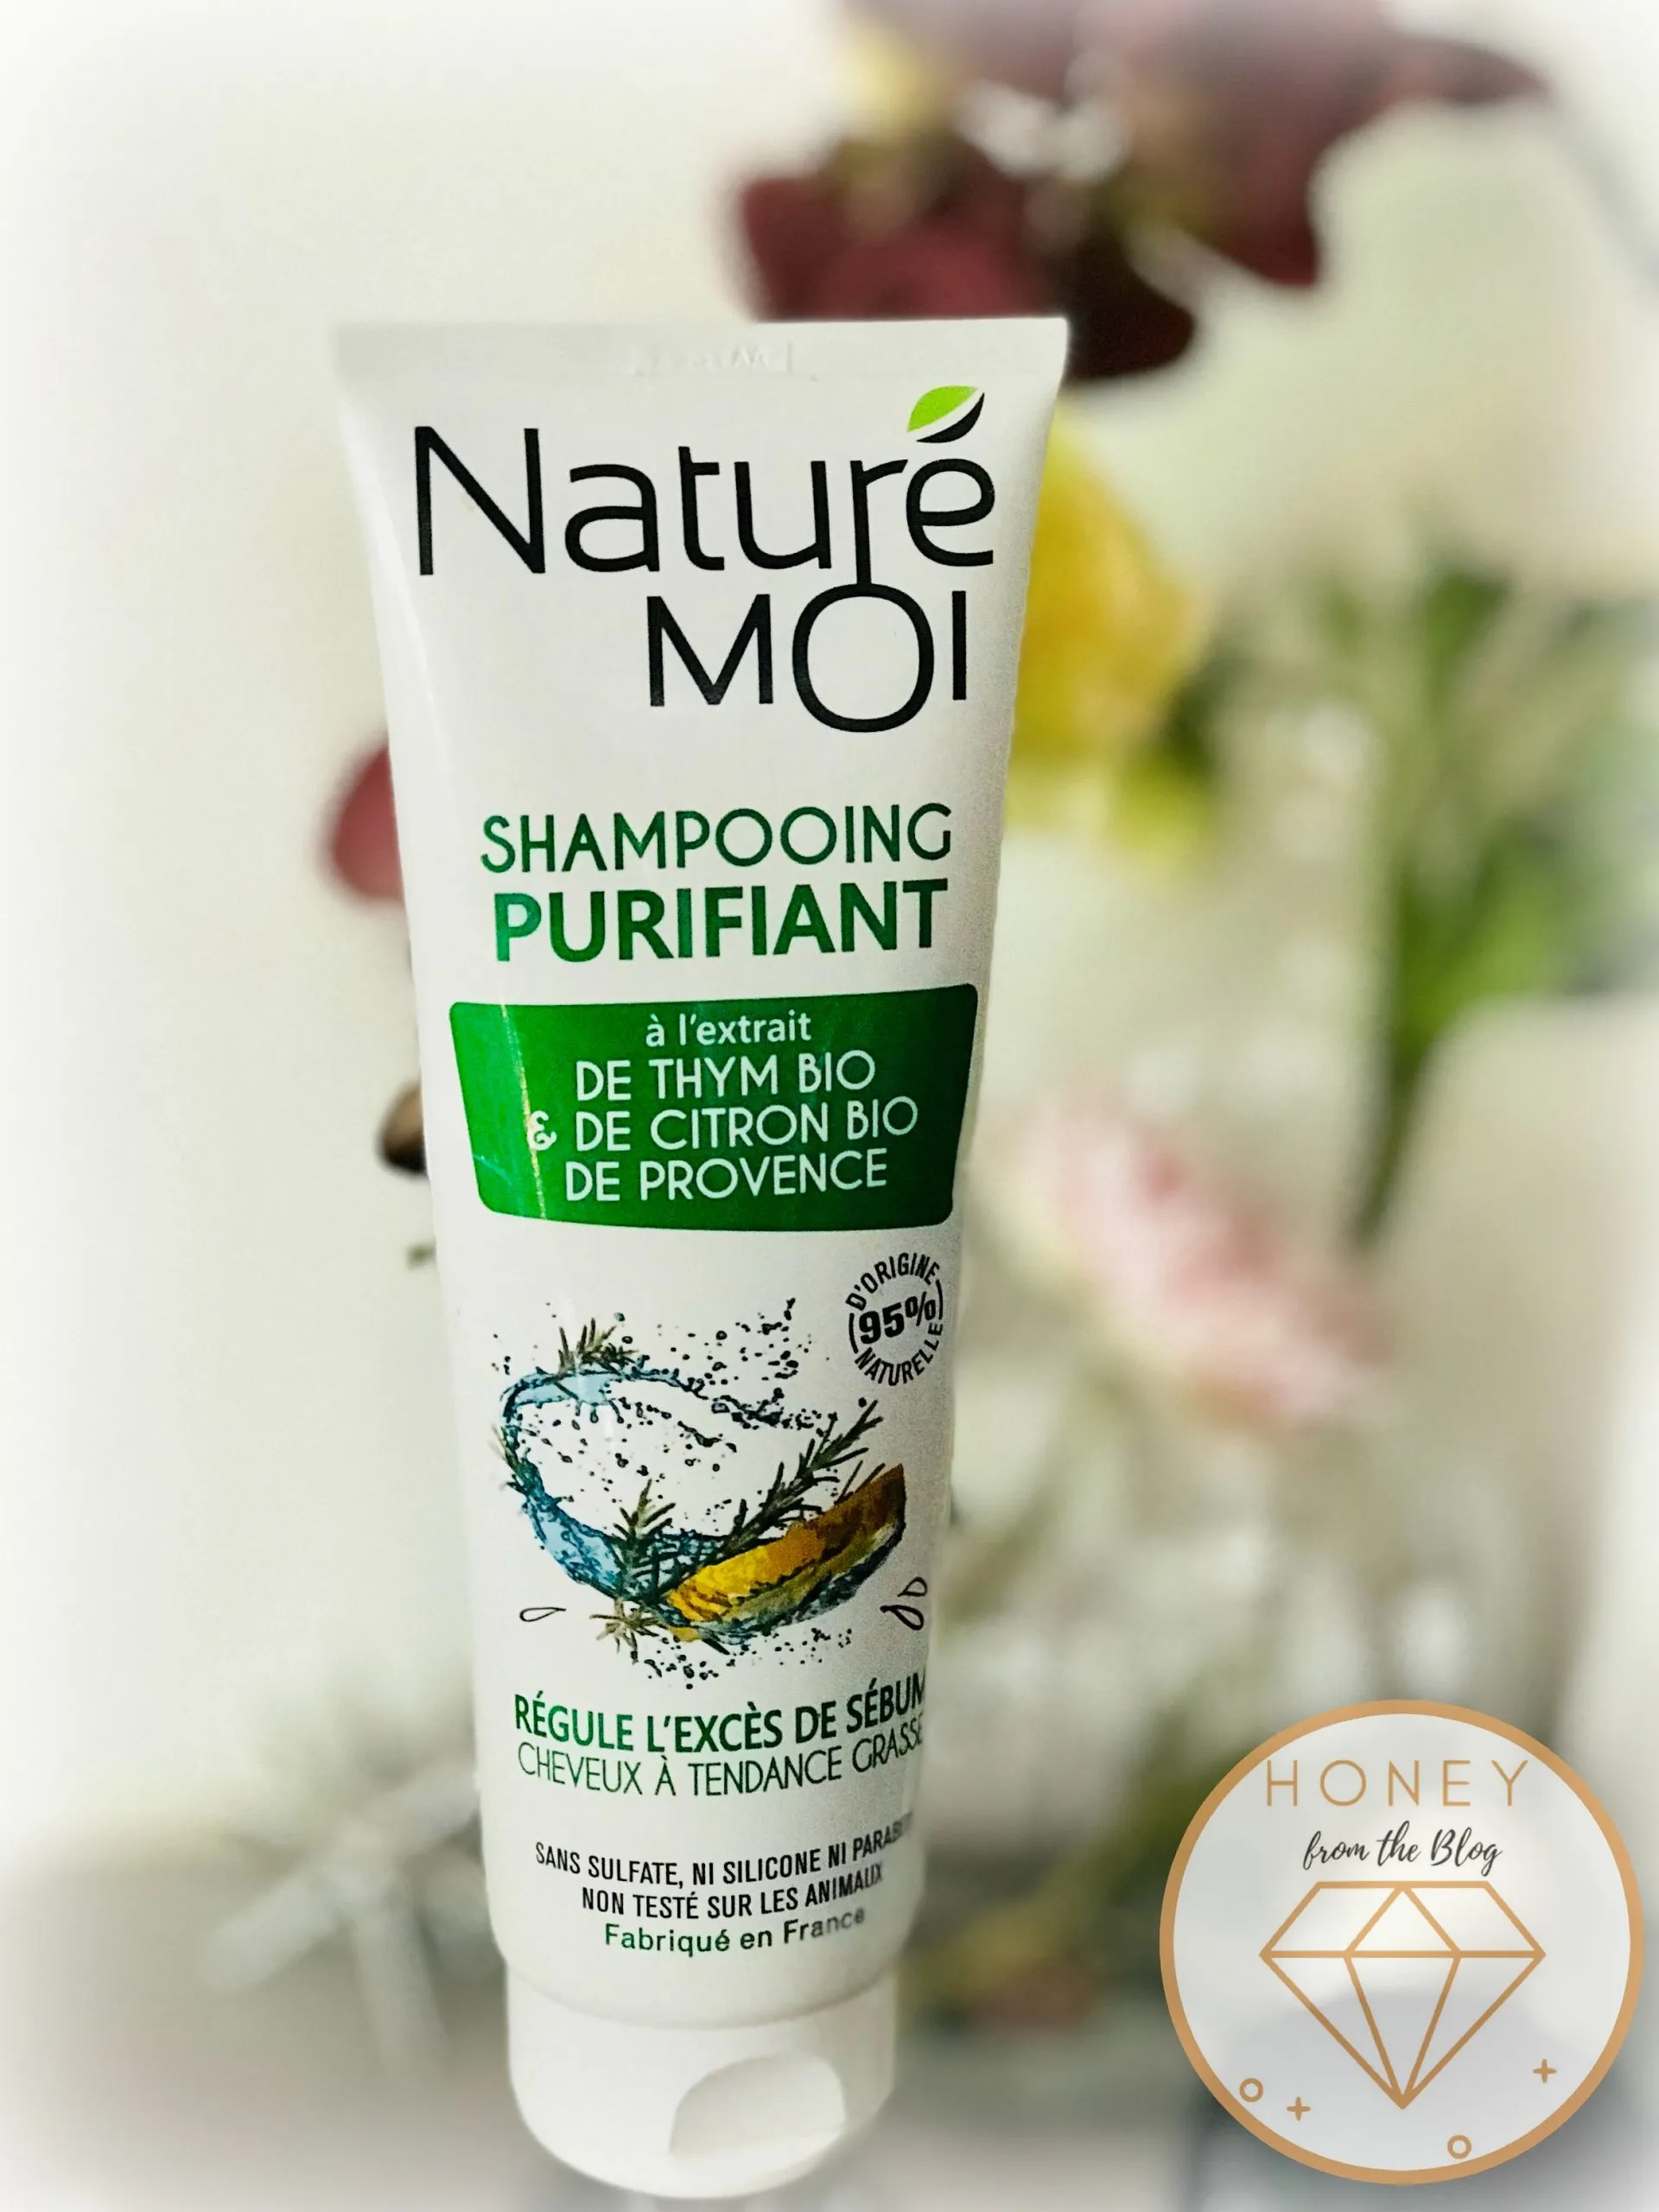 Naturé
MOI
SHAMPOOING
PURIFIANT
à l'extrait
DE THYM BIO
& DE CITRON BIO
DE PROVENCE
D'ORIGINE
95%
NATURELLE
RÉGULE L'EXCÈS DE SÉBUM
CHEVEUX À TENDANCE GRASSE
SANS SULFATE, NI SILICONE NI
NON TESTÉ SUR LES ANIMAUX
Fabriqué en France
HONEY
from the Blog